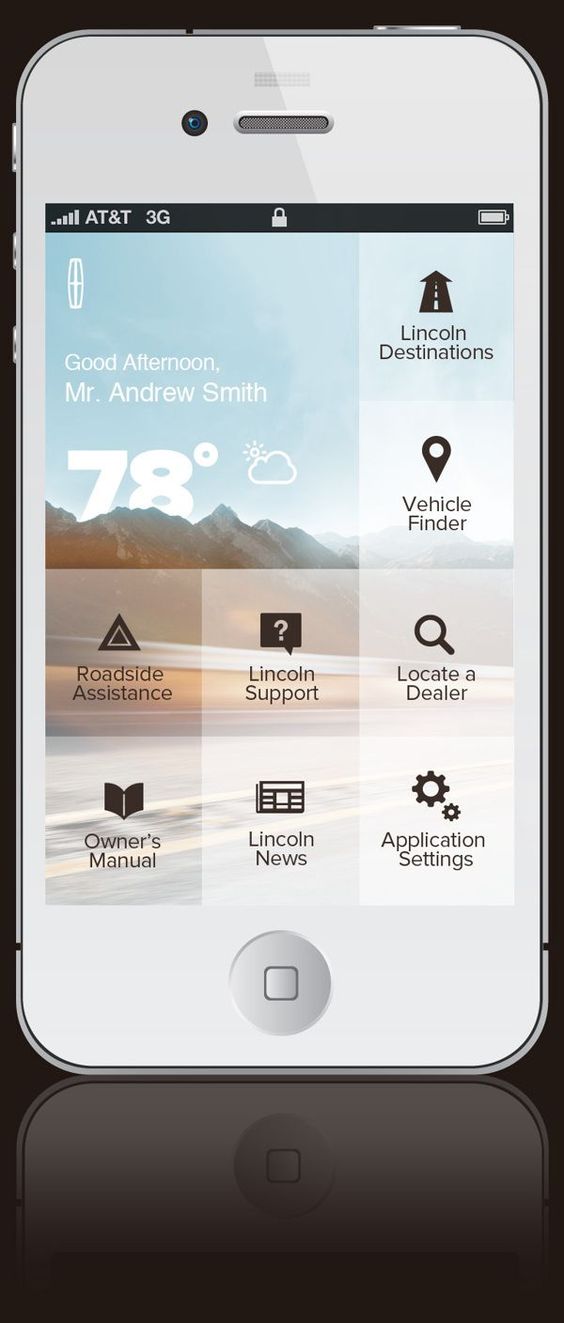 AT&T 3G
Good Afternoon,
Mr. Andrew Smith
78°
Lincoln
Destinations
Vehicle
Finder
Roadside
Assistance
Lincoln
Support
?
Locate a
Dealer
Owner's
Manual
Lincoln
News
Application
Settings